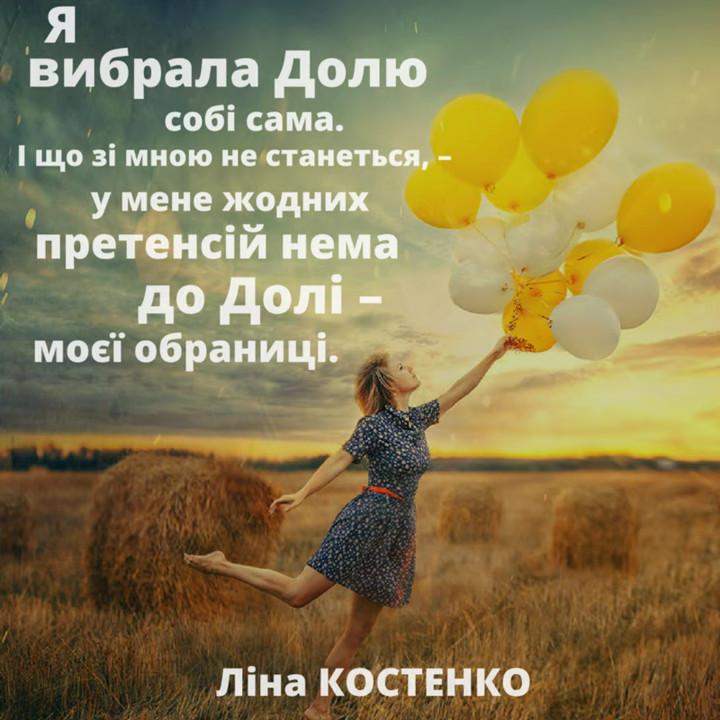 Я
вибрала Долю
собі сама.
І що зі мною не станеться, –
у мене жодних
претенсій нема
до Долі –
моєї обраниці.
Ліна КОСТЕНКО